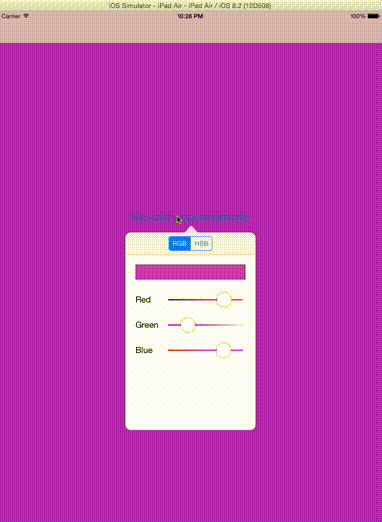 iOS Simulator - iPad Air - iPad Air / iOS 8.2 (12D508)
Carrier 10:28 PM 100%
RGB HSB
Red
Green
Blue